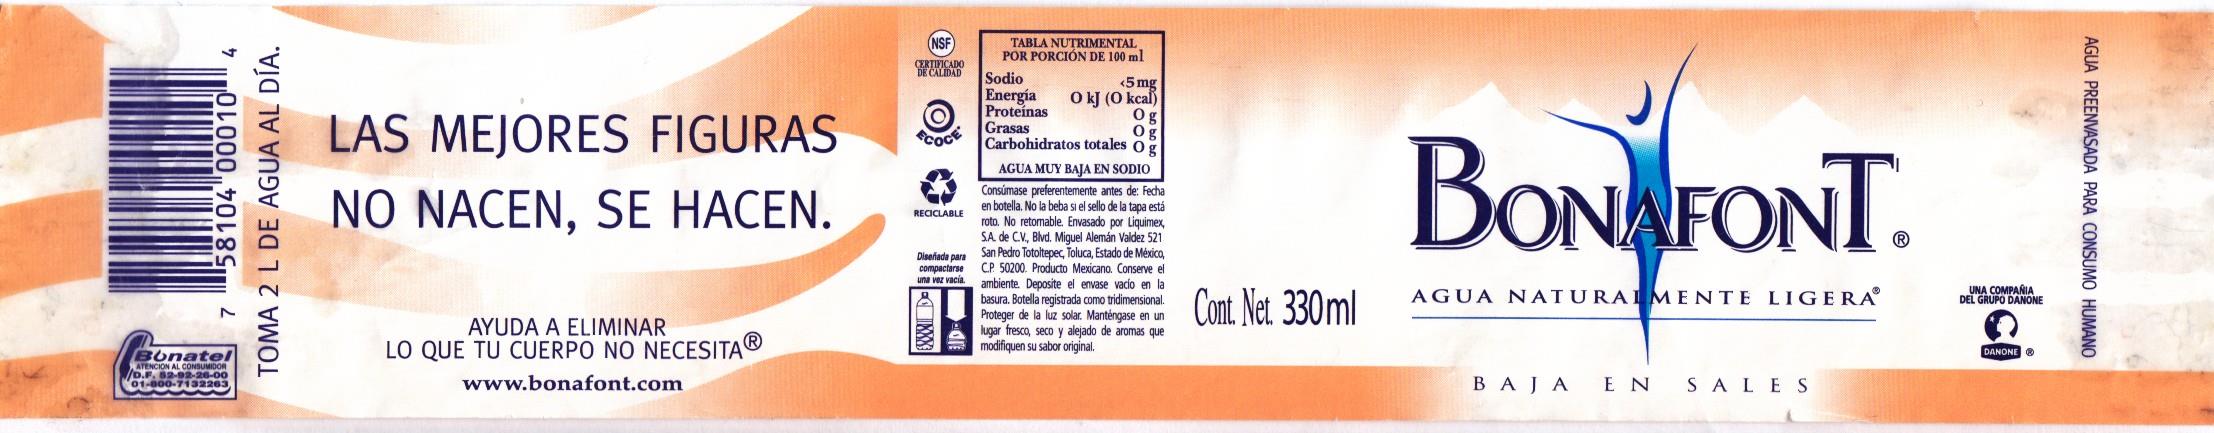 7 58104 00010 4
TOMA 2 L DE AGUA AL DÍA.
Bonatel
ATENCION AL CONSUMIDOR
D.F. 52-92-26-00
01-800-7132263
LAS MEJORES FIGURAS
NO NACEN, SE HACEN.
AYUDA A ELIMINAR
LO QUE TU CUERPO NO NECESITA®
www.bonafont.com
NSF
CERTIFICADO
DE CALIDAD
ECOCE
RECICLABLE
Diseñada para
compactarse
una vez vacía.
TABLA NUTRIMENTAL
POR PORCIÓN DE 100 ml
Sodio <5 mg
Energía O kJ (O kcal)
Proteínas O g
Grasas O g
Carbohidratos totales O g
AGUA MUY BAJA EN SODIO
Consúmase preferentemente antes de: Fecha
en botella. No la beba si el sello de la tapa está
roto. No retornable. Envasado por Liquimex,
S.A. de C.V., Blvd. Miguel Alemán Valdez 521
San Pedro Totoltepec, Toluca, Estado de México,
C.P. 50200. Producto Mexicano. Conserve el
ambiente. Deposite el envase vacío en la
basura. Botella registrada como tridimensional.
Proteger de la luz solar. Manténgase en un
lugar fresco, seco y alejado de aromas que
modifiquen su sabor original.
Cont. Net. 330 ml
BONAFONT®
AGUA NATURALMENTE LIGERA®
BAJA EN SALES
UNA COMPAÑIA
DEL GRUPO DANONE
DANONE ®
AGUA PREENVASADA PARA CONSUMO HUMANO